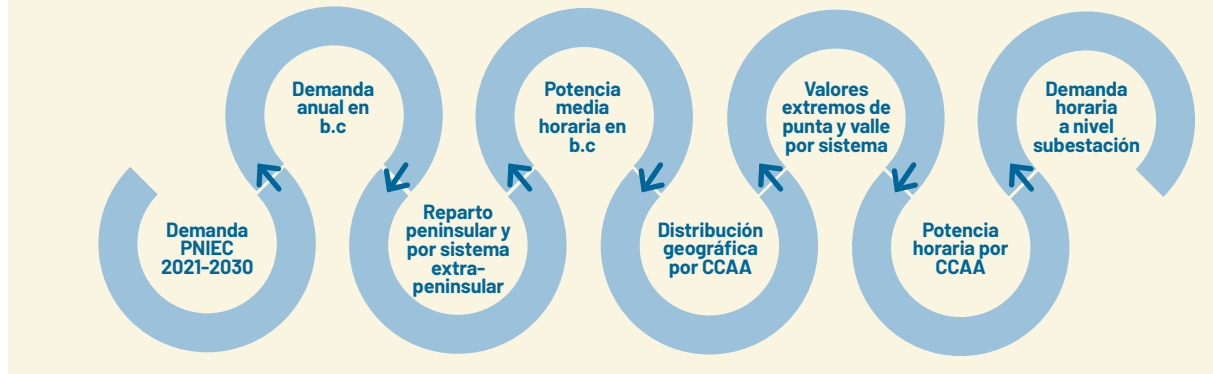 Demanda
PNIEC
2021-2030
Demanda
anual en
b.c
Reparto
peninsular y
por sistema
extra-
peninsular
Potencia
media
horaria en
b.c
Distribución
geográfica
por CCAA
Valores
extremos de
punta y valle
por sistema
Potencia
horaria por
CCAA
Demanda
horaria
a nivel
subestación